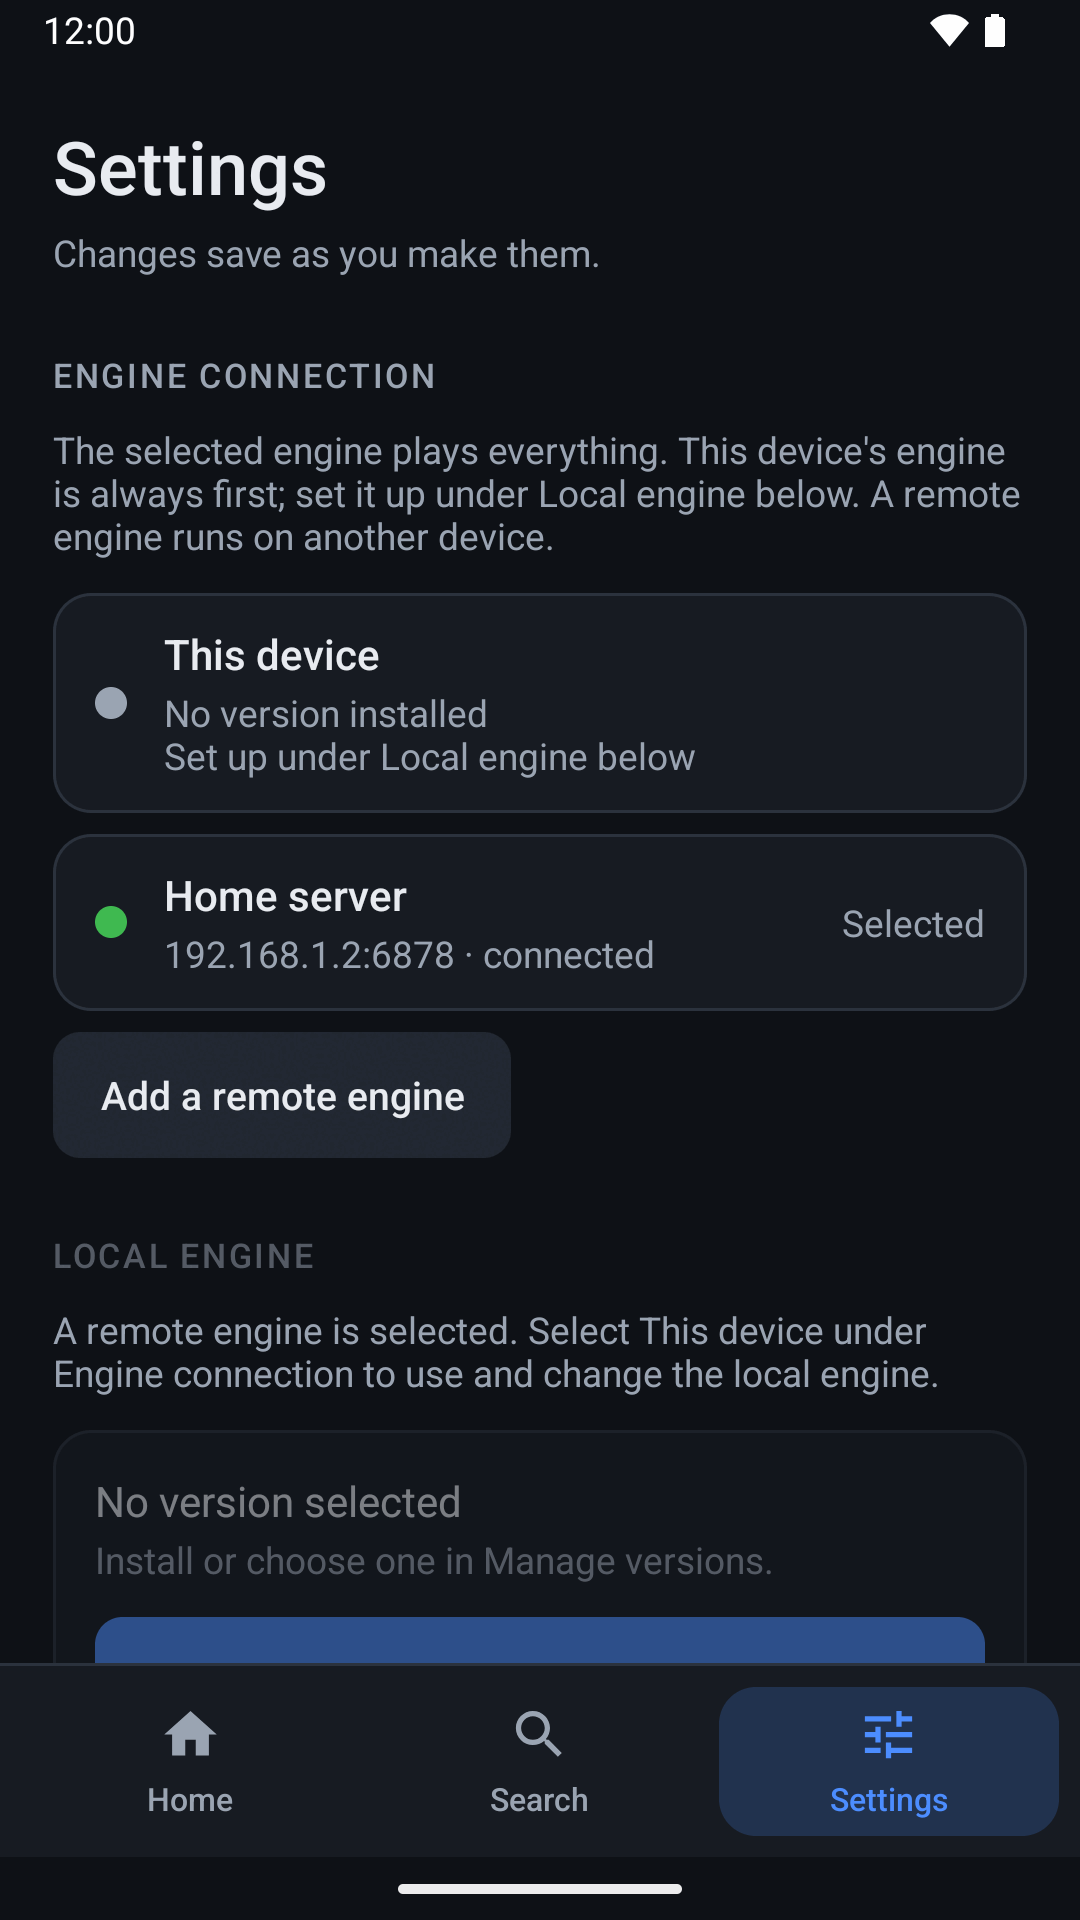 12:00
Settings
Changes save as you make them.
ENGINE CONNECTION
The selected engine plays everything. This device's engine
is always first; set it up under Local engine below. A remote
engine runs on another device.
This device
No version installed
Set up under Local engine below
Home server
192.168.1.2:6878 · connected
Selected
Add a remote engine
LOCAL ENGINE
A remote engine is selected. Select This device under
Engine connection to use and change the local engine.
No version selected
Install or choose one in Manage versions.
Home
Search
Settings